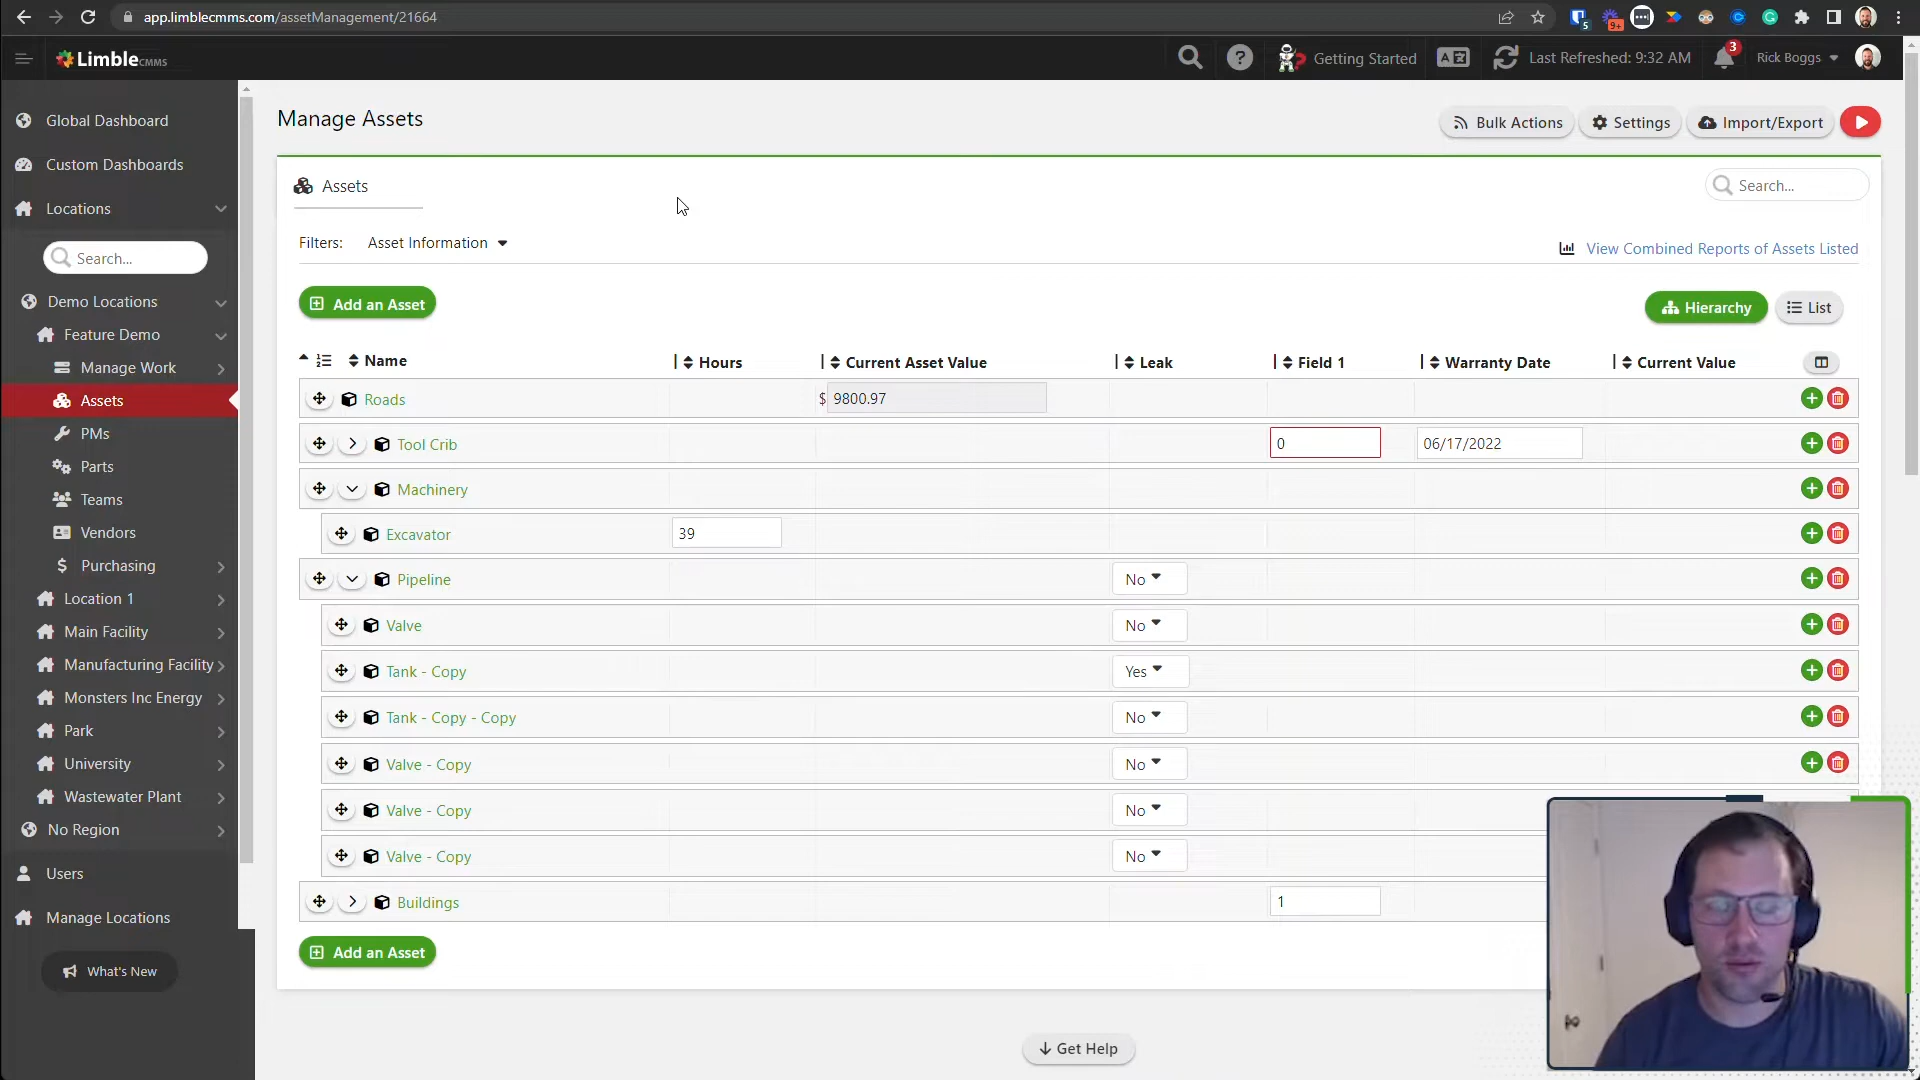 app.limblecmms.com/assetManagement/21664
5
9+
Limble CMMS
Getting Started
Last Refreshed: 9:32 AM
3
Rick Boggs
Global Dashboard
Custom Dashboards
Locations
Search...
Demo Locations
Feature Demo
Manage Work
Assets
PMs
Parts
Teams
Vendors
$ Purchasing
Location 1
Main Facility
Manufacturing Facility
Monsters Inc Energy
Park
University
Wastewater Plant
No Region
Users
Manage Locations
What's New
Manage Assets
Bulk Actions
Settings
Import/Export
Assets
Search...
Filters: Asset Information
View Combined Reports of Assets Listed
Add an Asset
Hierarchy
List
Name Hours Current Asset Value Leak Field 1 Warranty Date Current Value
Roads $ 9800.97
Tool Crib 0 06/17/2022
Machinery
Excavator 39
Pipeline No
Valve No
Tank - Copy Yes
Tank - Copy - Copy No
Valve - Copy No
Valve - Copy No
Valve - Copy No
Buildings 1
Add an Asset
Get Help